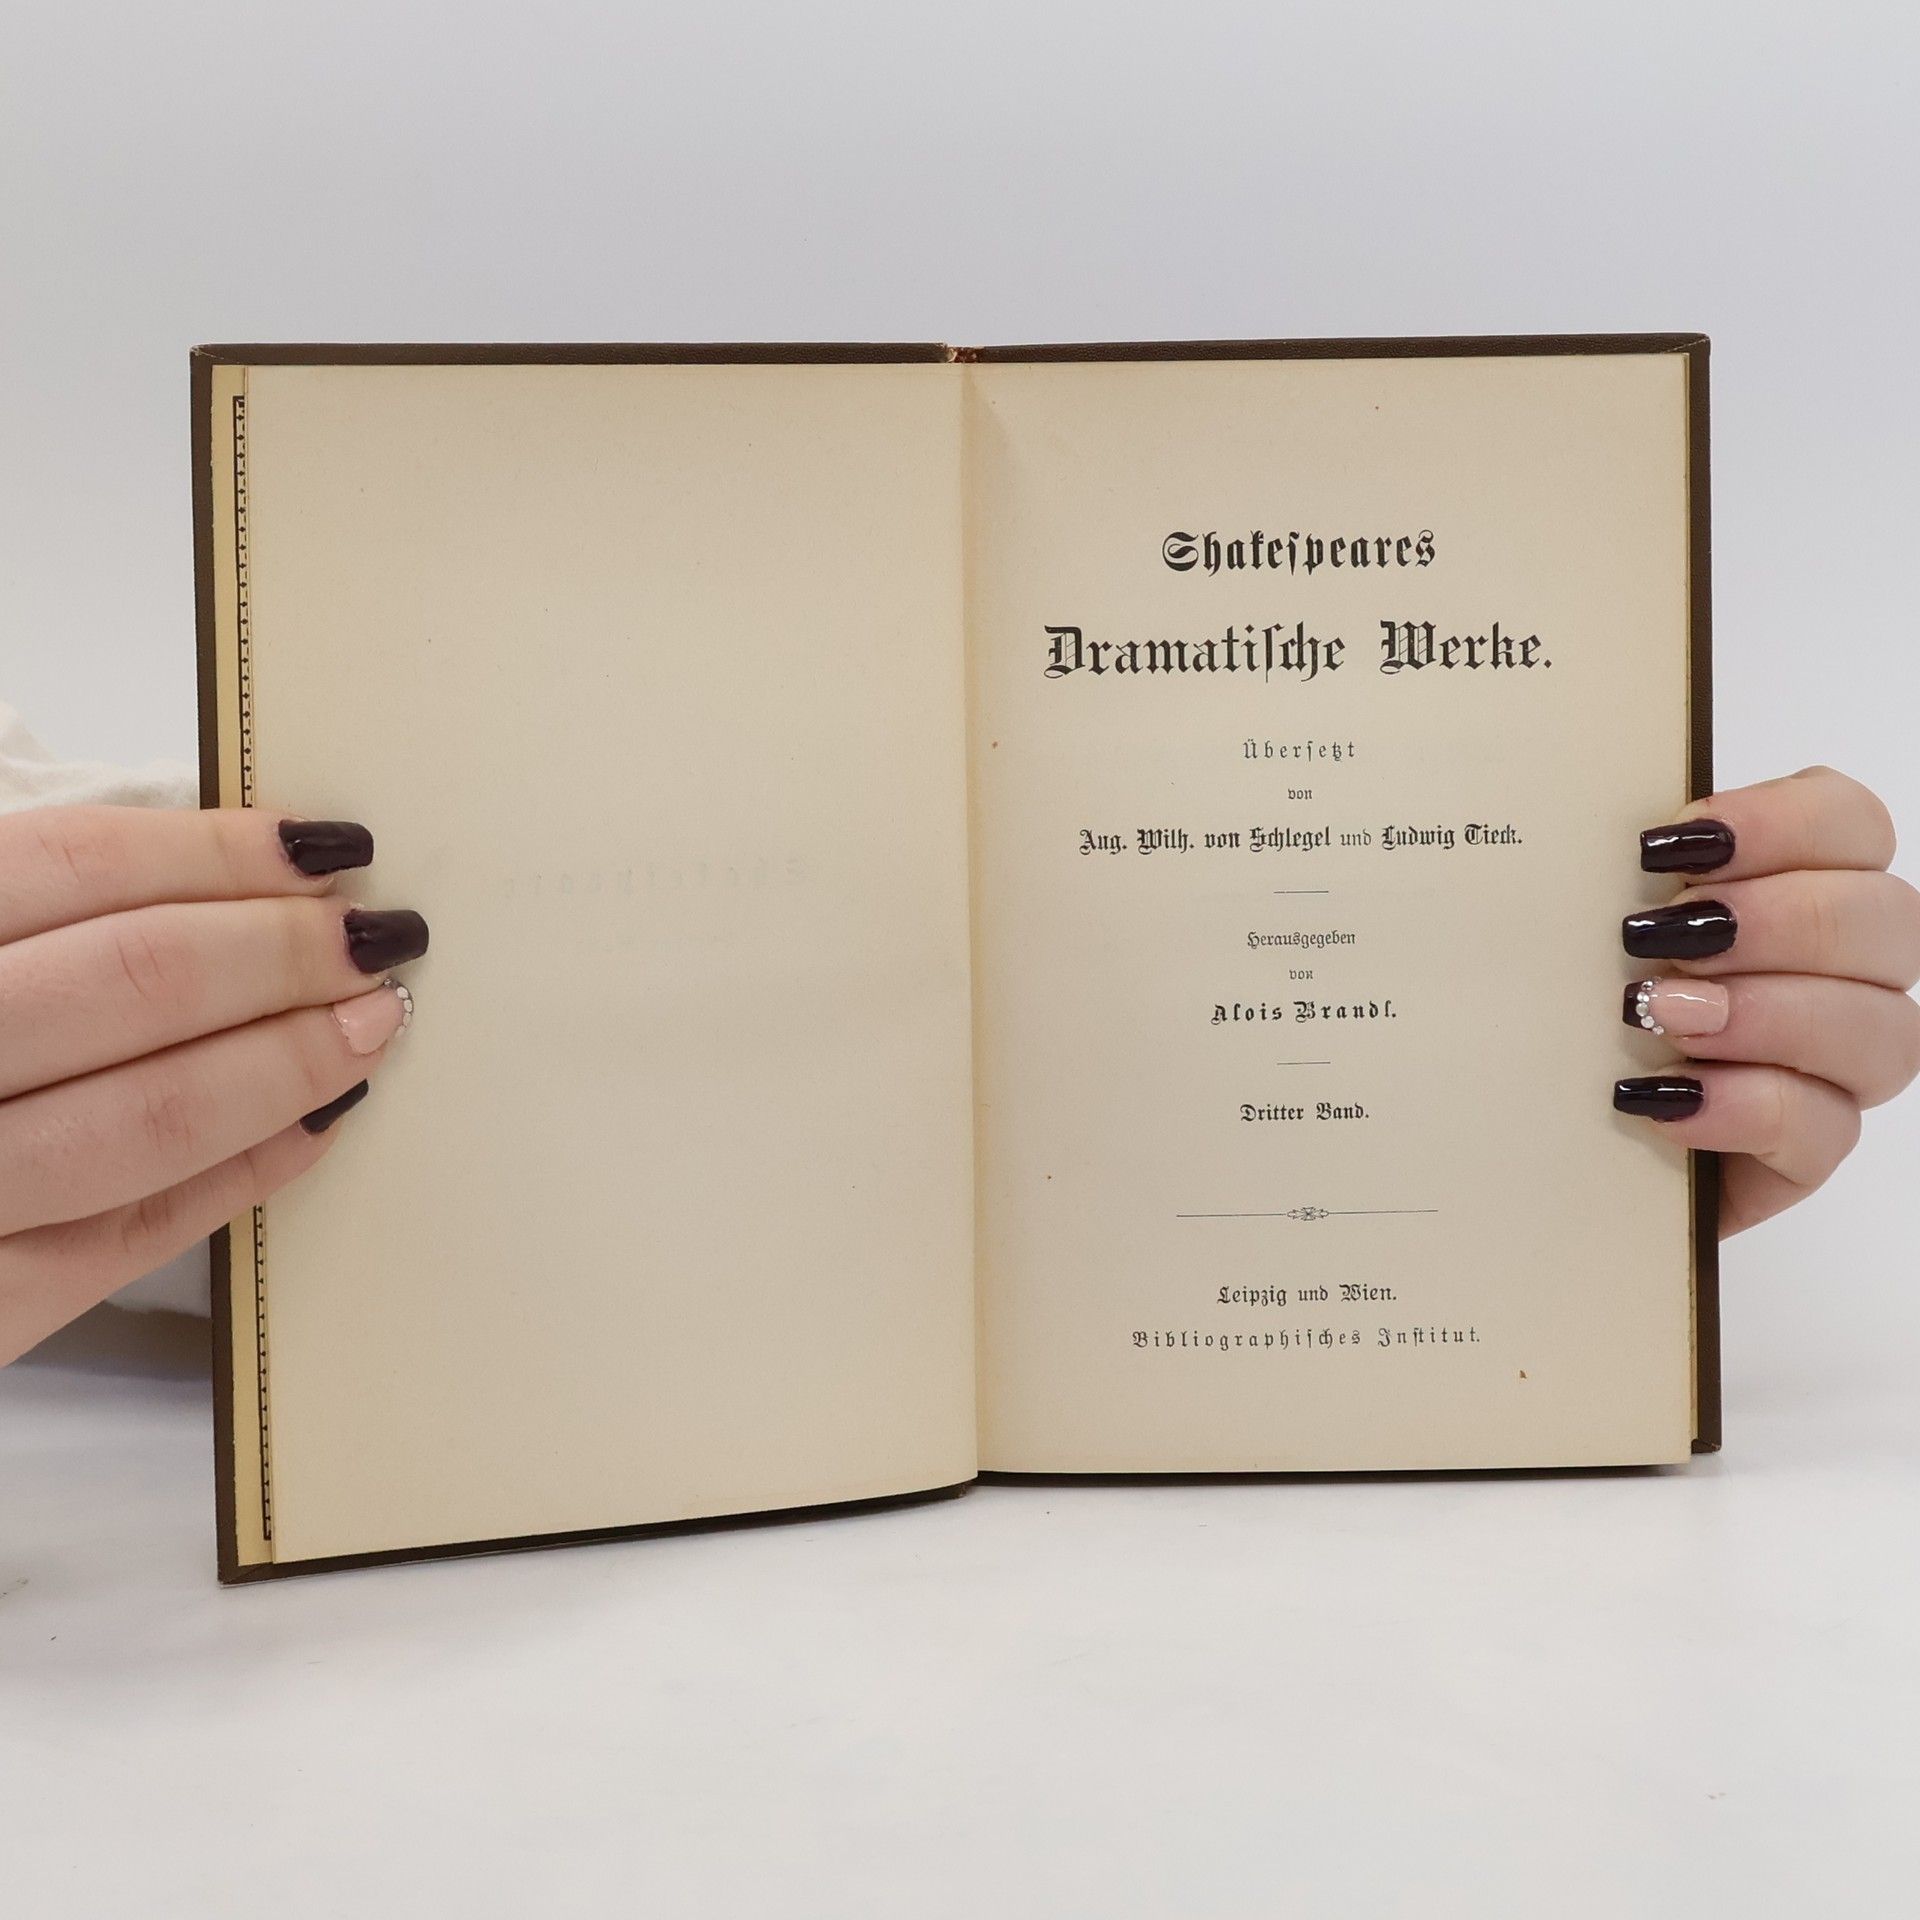 Shakeſpeares
Dramatiſche Werke.
Überſetzt
von
Aug. Wilh. von Schlegel und Ludwig Tieck.
Herausgegeben
von
Alois Brandl.
Dritter Band.
Leipzig und Wien.
Bibliographiſches Inſtitut.